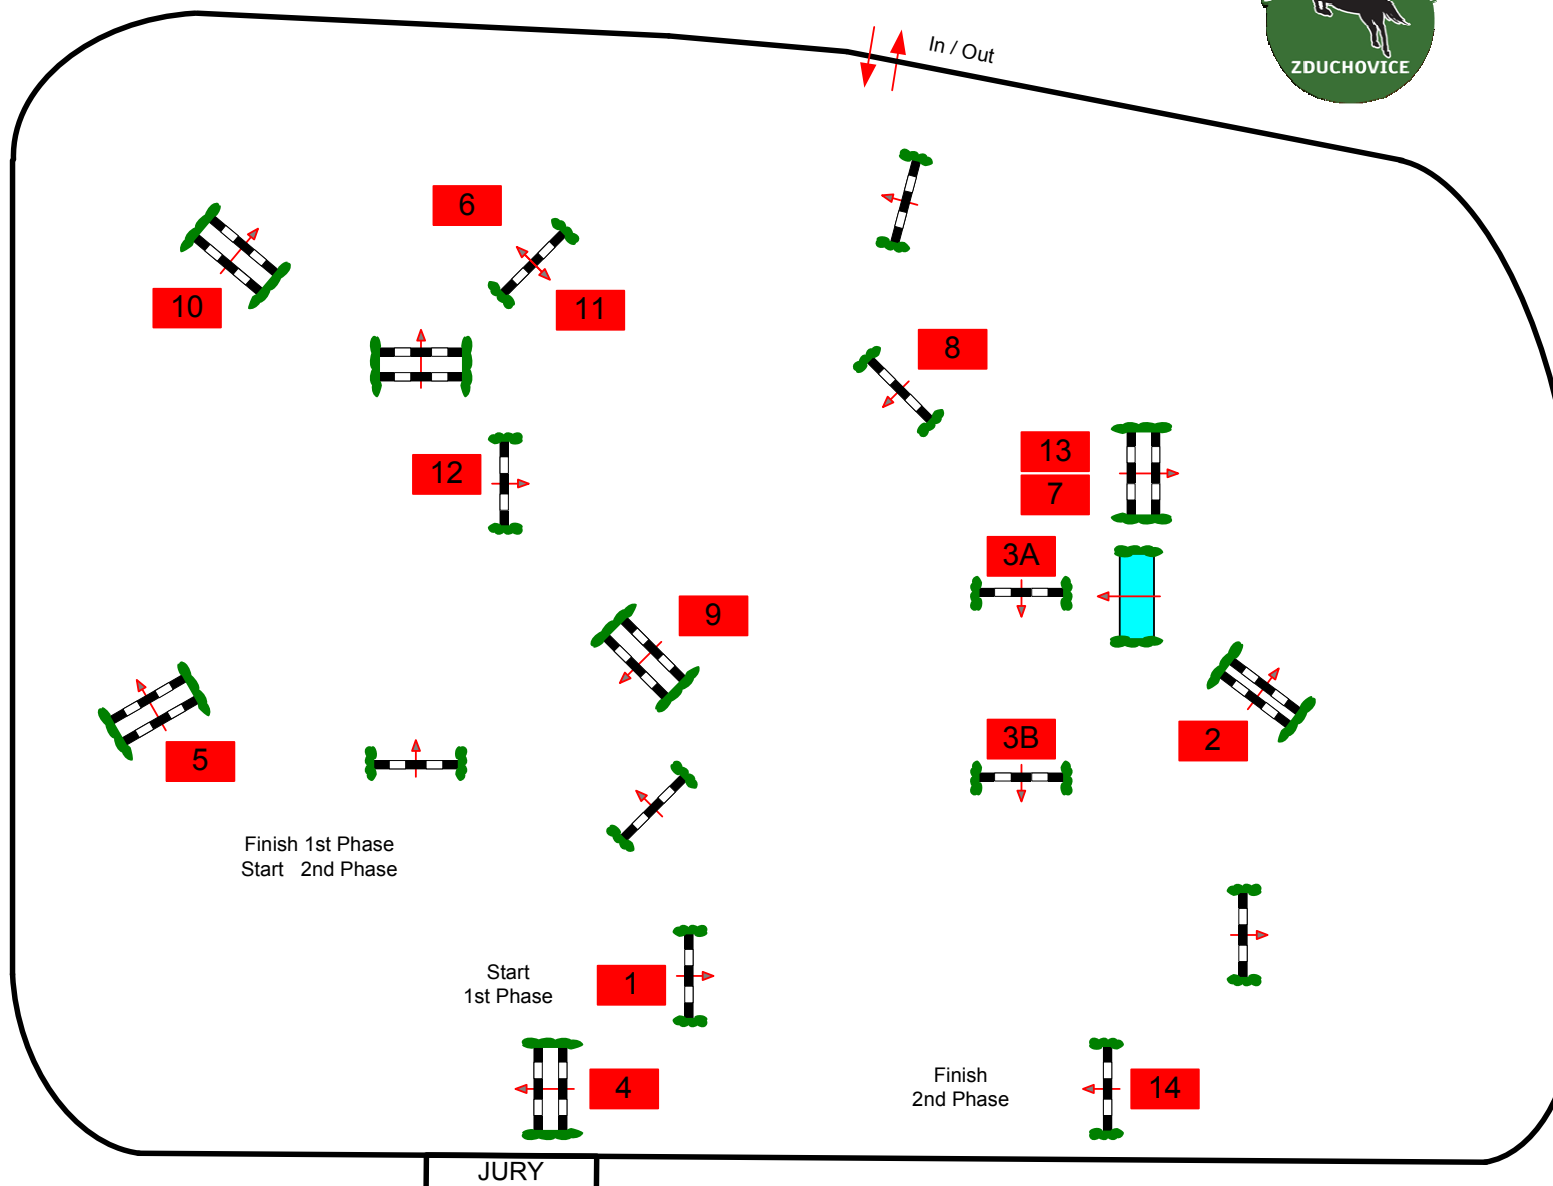 In / Out
ZDUCHOVICE
6
10
11
8
12
13
7
3A
9
3B
2
5
Finish 1st Phase
Start 2nd Phase
Start
1st Phase
1
4
Finish
2nd Phase
14
JURY